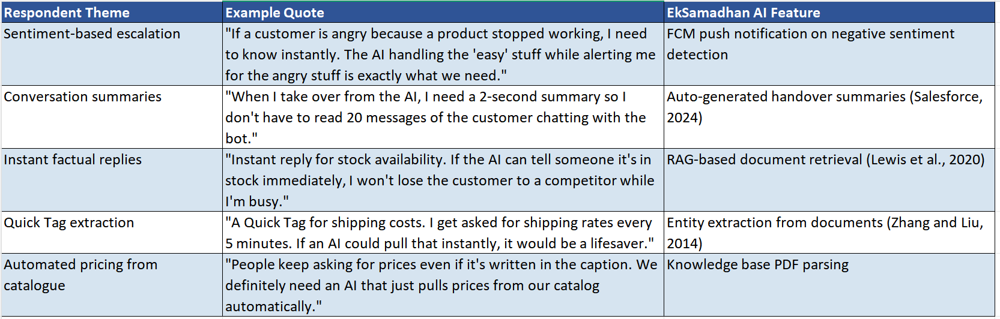 Respondent Theme
Example Quote
EkSamadhan AI Feature
Sentiment-based escalation
"If a customer is angry because a product stopped working, I need
to know instantly. The AI handling the 'easy' stuff while alerting me
for the angry stuff is exactly what we need."
FCM push notification on negative sentiment
detection
Conversation summaries
"When I take over from the AI, I need a 2-second summary so I
don't have to read 20 messages of the customer chatting with the
bot."
Auto-generated handover summaries (Salesforce,
2024)
Instant factual replies
"Instant reply for stock availability. If the AI can tell someone it's in
stock immediately, I won't lose the customer to a competitor while
I'm busy."
RAG-based document retrieval (Lewis et al., 2020)
Quick Tag extraction
"A Quick Tag for shipping costs. I get asked for shipping rates every
5 minutes. If an AI could pull that instantly, it would be a lifesaver."
Entity extraction from documents (Zhang and Liu,
2014)
Automated pricing from
catalogue
"People keep asking for prices even if it's written in the caption. We
definitely need an AI that just pulls prices from our catalog
automatically."
Knowledge base PDF parsing